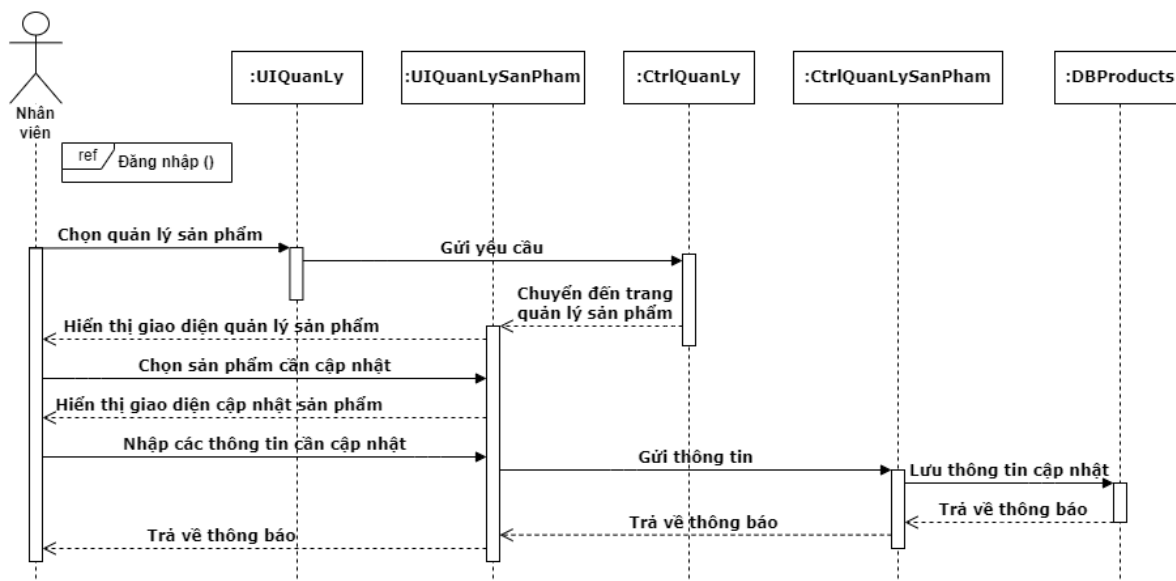 :UIQuanLy
:UIQuanLySanPham
:CtrlQuanLy
:CtrlQuanLySanPham
:DBProducts
Nhân
viên
ref
Đăng nhập ()
Chọn quản lý sản phẩm
Gửi yêu cầu
Chuyển đến trang
quản lý sản phẩm
Hiển thị giao diện quản lý sản phẩm
Chọn sản phẩm cần cập nhật
Hiển thị giao diện cập nhật sản phẩm
Nhập các thông tin cần cập nhật
Gửi thông tin
Lưu thông tin cập nhật
Trả về thông báo
Trả về thông báo
Trả về thông báo